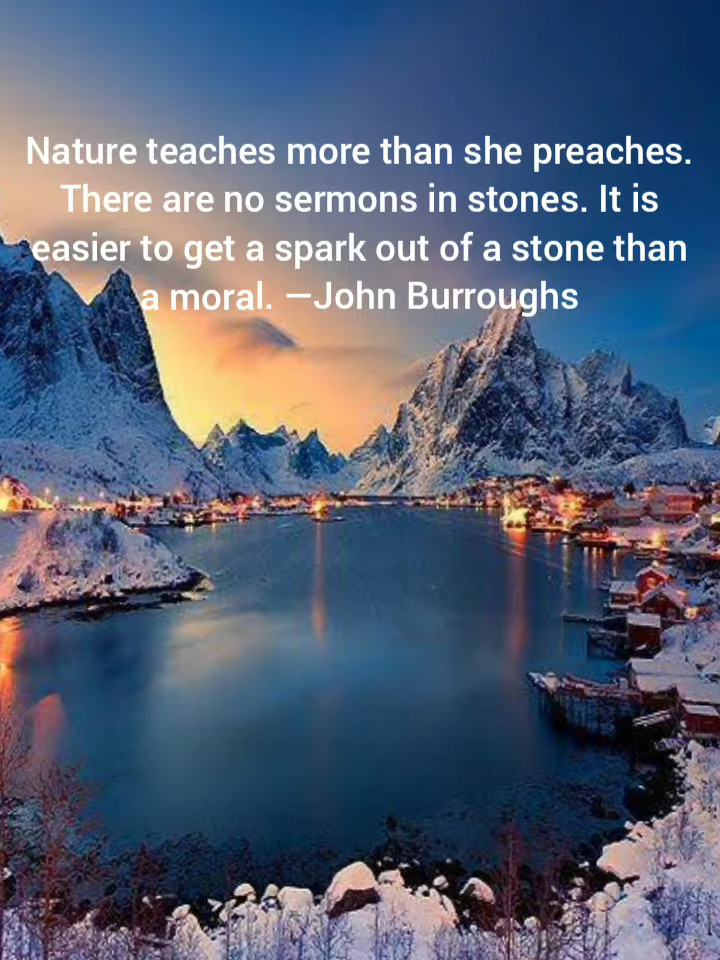 Nature teaches more than she preaches.
There are no sermons in stones. It is
easier to get a spark out of a stone than
a moral. —John Burroughs